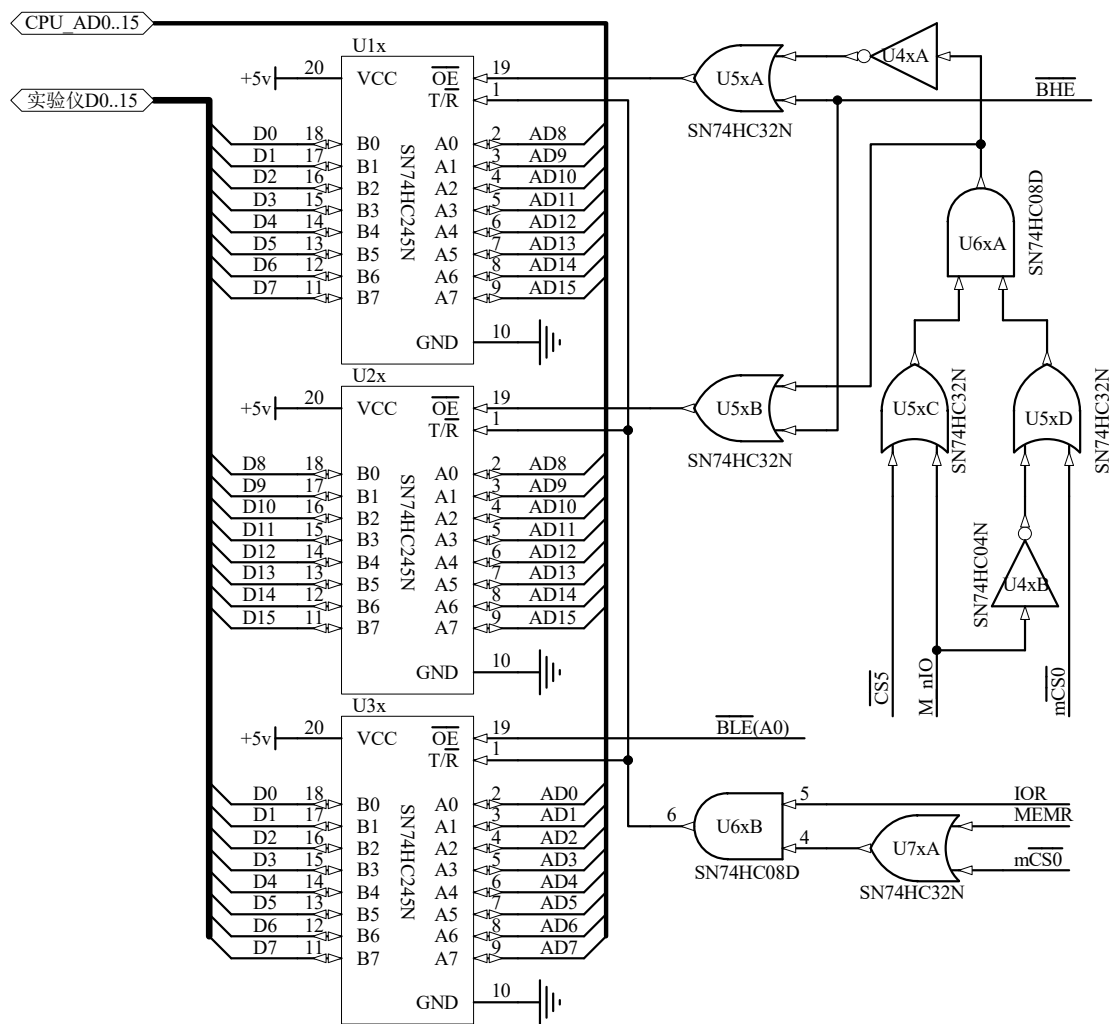 CPU_AD0..15
实验仪D0..15
U1x
+5v 20 VCC OE 19
T/R 1
D0 18 B0 A0 2 AD8
D1 17 B1 A1 3 AD9
D2 16 B2 A2 4 AD10
D3 15 B3 A3 5 AD11
D4 14 B4 A4 6 AD12
D5 13 B5 A5 7 AD13
D6 12 B6 A6 8 AD14
D7 11 B7 A7 9 AD15
SN74HC245N
GND 10
U2x
+5v 20 VCC OE 19
T/R 1
D8 18 B0 A0 2 AD8
D9 17 B1 A1 3 AD9
D10 16 B2 A2 4 AD10
D11 15 B3 A3 5 AD11
D12 14 B4 A4 6 AD12
D13 13 B5 A5 7 AD13
D14 12 B6 A6 8 AD14
D15 11 B7 A7 9 AD15
SN74HC245N
GND 10
U3x
+5v 20 VCC OE 19
T/R 1
D0 18 B0 A0 2 AD0
D1 17 B1 A1 3 AD1
D2 16 B2 A2 4 AD2
D3 15 B3 A3 5 AD3
D4 14 B4 A4 6 AD4
D5 13 B5 A5 7 AD5
D6 12 B6 A6 8 AD6
D7 11 B7 A7 9 AD7
SN74HC245N
GND 10
U5xA
SN74HC32N
U4xA
BHE
U6xA
SN74HC08D
U5xB
SN74HC32N
U5xC
SN74HC32N
U5xD
SN74HC32N
U4xB
SN74HC04N
CS5
M_nIO
mCS0
BLE(A0)
6
U6xB
SN74HC08D
5
4
U7xA
SN74HC32N
IOR
MEMR
mCS0